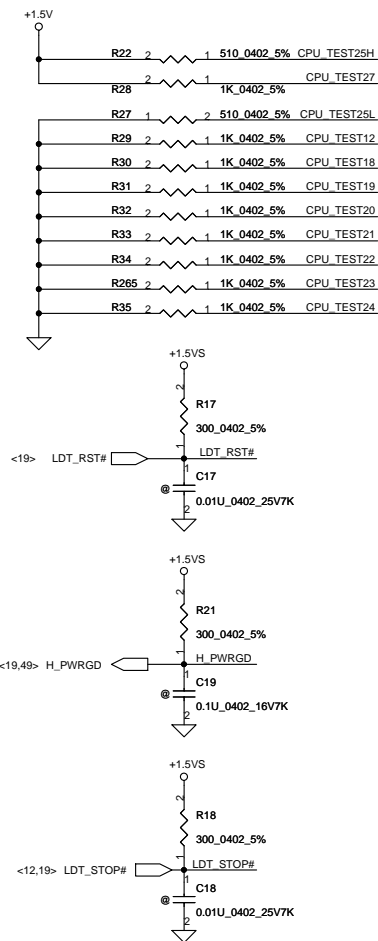 +1.5V
R22 2 1 510_0402_5% CPU_TEST25H
R28 2 1 1K_0402_5% CPU_TEST27
R27 1 2 510_0402_5% CPU_TEST25L
R29 2 1 1K_0402_5% CPU_TEST12
R30 2 1 1K_0402_5% CPU_TEST18
R31 2 1 1K_0402_5% CPU_TEST19
R32 2 1 1K_0402_5% CPU_TEST20
R33 2 1 1K_0402_5% CPU_TEST21
R34 2 1 1K_0402_5% CPU_TEST22
R265 2 1 1K_0402_5% CPU_TEST23
R35 2 1 1K_0402_5% CPU_TEST24
+1.5VS
2
R17
300_0402_5%
1
<19> LDT_RST# LDT_RST#
1
C17
@
0.01U_0402_25V7K
2
+1.5VS
2
R21
300_0402_5%
1
<19,49> H_PWRGD H_PWRGD
1
C19
@
0.1U_0402_16V7K
2
+1.5VS
2
R18
300_0402_5%
1
<12,19> LDT_STOP# LDT_STOP#
1
C18
@
0.01U_0402_25V7K
2